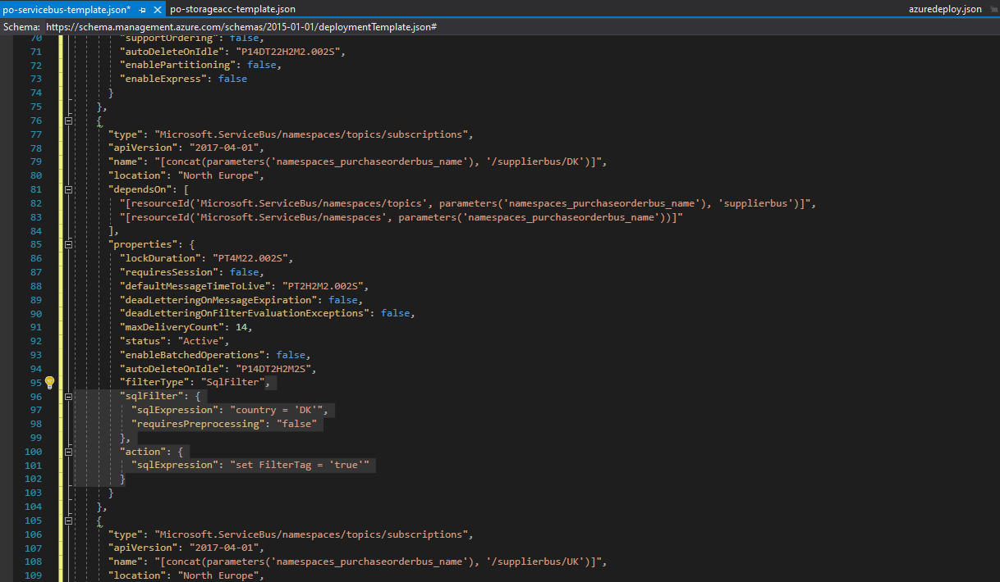 po-servicebus-template.json* po-storageacc-template.json azuredeploy.json
Schema: https://schema.management.azure.com/schemas/2015-01-01/deploymentTemplate.json#
70 "supportOrdering": false,
71 "autoDeleteOnIdle": "P14DT22H2M2.002S",
72 "enablePartitioning": false,
73 "enableExpress": false
74 }
75 },
76 {
77 "type": "Microsoft.ServiceBus/namespaces/topics/subscriptions",
78 "apiVersion": "2017-04-01",
79 "name": "[concat(parameters('namespaces_purchaseorderbus_name'), '/supplierbus/DK')]",
80 "location": "North Europe",
81 "dependsOn": [
82 "[resourceId('Microsoft.ServiceBus/namespaces/topics', parameters('namespaces_purchaseorderbus_name'), 'supplierbus')]",
83 "[resourceId('Microsoft.ServiceBus/namespaces', parameters('namespaces_purchaseorderbus_name'))]"
84 ],
85 "properties": {
86 "lockDuration": "PT4M22.002S",
87 "requiresSession": false,
88 "defaultMessageTimeToLive": "PT2H2M2.002S",
89 "deadLetteringOnMessageExpiration": false,
90 "deadLetteringOnFilterEvaluationExceptions": false,
91 "maxDeliveryCount": 14,
92 "status": "Active",
93 "enableBatchedOperations": false,
94 "autoDeleteOnIdle": "P14DT2H2M2S",
95 "filterType": "SqlFilter",
96 "sqlFilter": {
97 "sqlExpression": "country = 'DK'",
98 "requiresPreprocessing": "false"
99 },
100 "action": {
101 "sqlExpression": "set FilterTag = 'true'"
102 }
103 }
104 },
105 {
106 "type": "Microsoft.ServiceBus/namespaces/topics/subscriptions",
107 "apiVersion": "2017-04-01",
108 "name": "[concat(parameters('namespaces_purchaseorderbus_name'), '/supplierbus/UK')]",
109 "location": "North Europe",